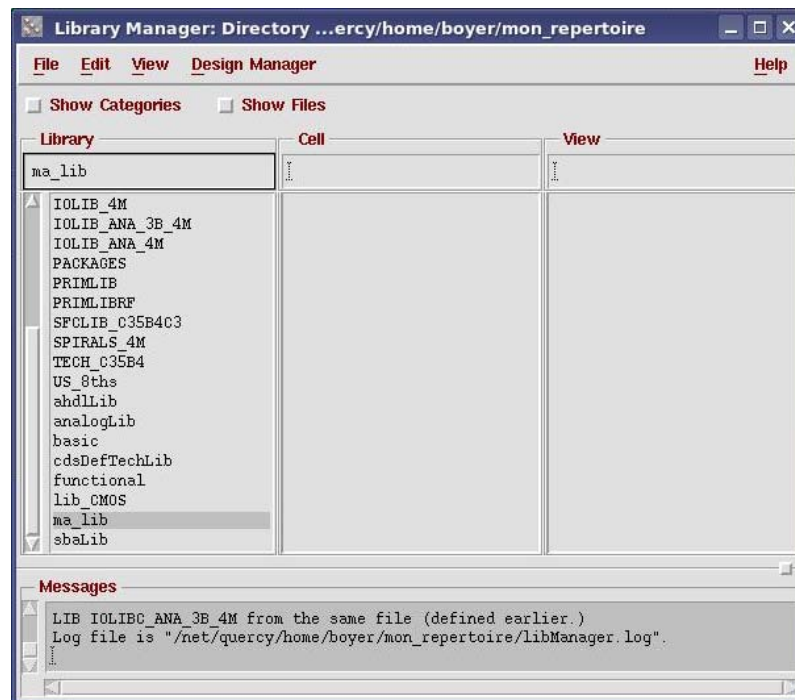 Library Manager: Directory ...ercy/home/boyer/mon_repertoire
File Edit View Design Manager Help
Show Categories Show Files
Library Cell View
ma_lib
IOLIB_4M
IOLIB_ANA_3B_4M
IOLIB_ANA_4M
PACKAGES
PRIMLIB
PRIMLIBRF
SFCLIB_C35B4C3
SPIRALS_4M
TECH_C35B4
US_8ths
ahdlLib
analogLib
basic
cdsDefTechLib
functional
lib_CMOS
ma_lib
sbaLib
Messages
LIB IOLIBC_ANA_3B_4M from the same file (defined earlier.)
Log file is "/net/quercy/home/boyer/mon_repertoire/libManager.log".